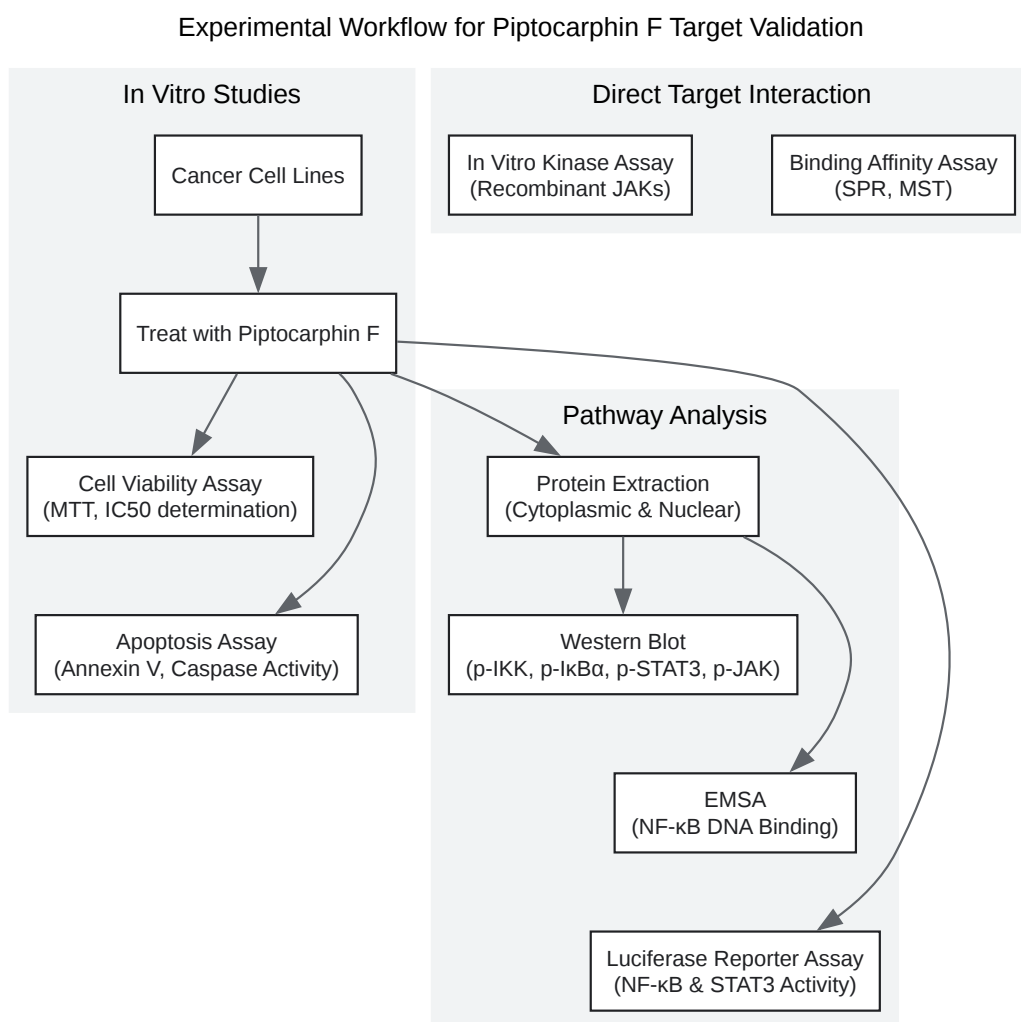 Experimental Workflow for Piptocarphin F Target Validation
In Vitro Studies
Cancer Cell Lines
Treat with Piptocarphin F
Cell Viability Assay
(MTT, IC50 determination)
Apoptosis Assay
(Annexin V, Caspase Activity)
Direct Target Interaction
In Vitro Kinase Assay
(Recombinant JAKs)
Binding Affinity Assay
(SPR, MST)
Pathway Analysis
Protein Extraction
(Cytoplasmic & Nuclear)
Western Blot
(p-IKK, p-IκBα, p-STAT3, p-JAK)
EMSA
(NF-κB DNA Binding)
Luciferase Reporter Assay
(NF-κB & STAT3 Activity)